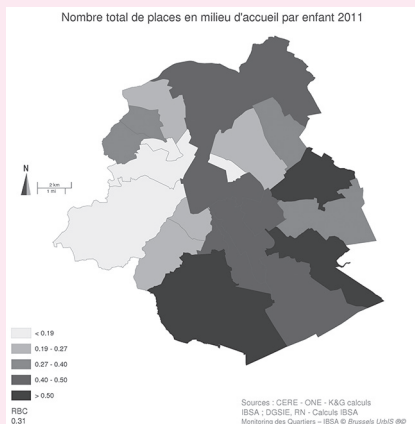 Nombre total de places en milieu d'accueil par enfant 2011
N
2 km
1 mi
< 0.19
0.19 - 0.27
0.27 - 0.40
0.40 - 0.50
> 0.50
RBC
0.31
Sources : CERE - ONE - K&G calculs
IBSA ; DGSIE, RN - Calculs IBSA
Monitoring des Quartiers – IBSA © Brussels UrbIS ®©